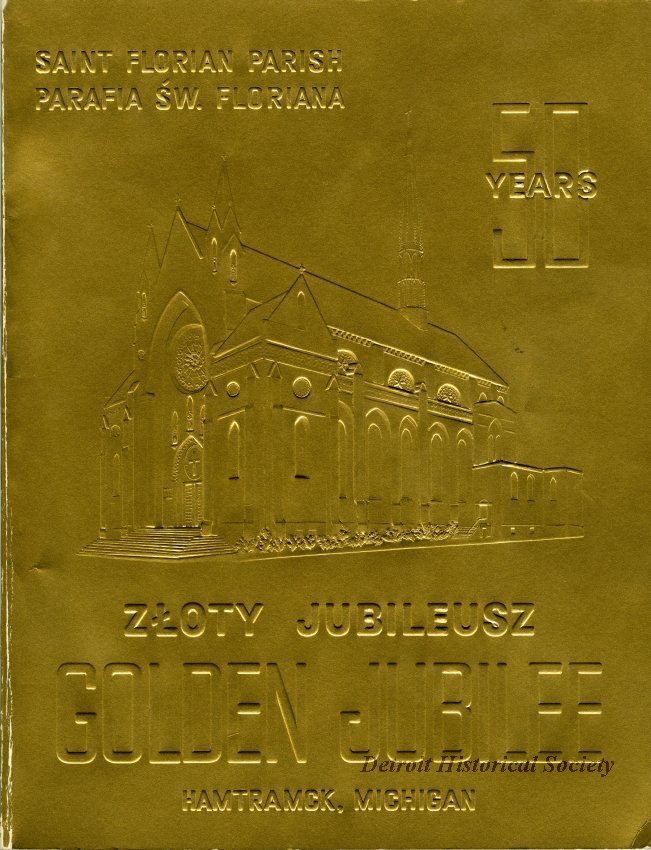 SAINT FLORIAN PARISH
PARAFIA ŚW. FLORIANA
50
YEARS
ZŁOTY JUBILEUSZ
GOLDEN JUBILEE
Detroit Historical Society
HAMTRAMCK, MICHIGAN